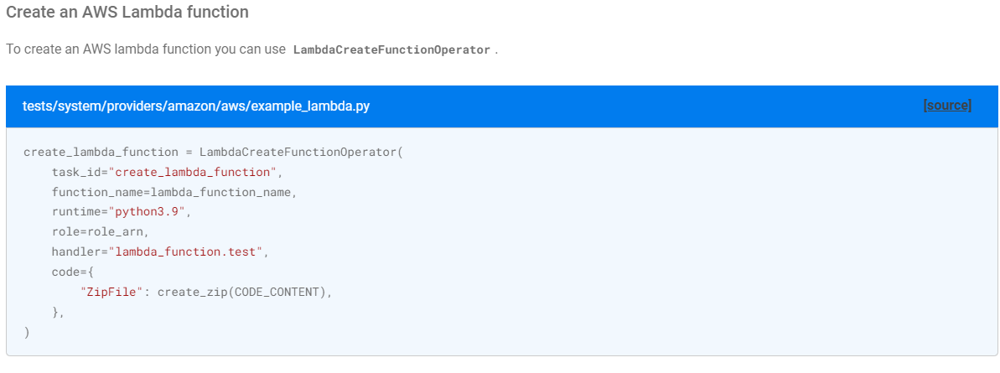 Create an AWS Lambda function
To create an AWS lambda function you can use LambdaCreateFunctionOperator .
tests/system/providers/amazon/aws/example_lambda.py [source]
create_lambda_function = LambdaCreateFunctionOperator(
    task_id="create_lambda_function",
    function_name=lambda_function_name,
    runtime="python3.9",
    role=role_arn,
    handler="lambda_function.test",
    code={
        "ZipFile": create_zip(CODE_CONTENT),
    },
)